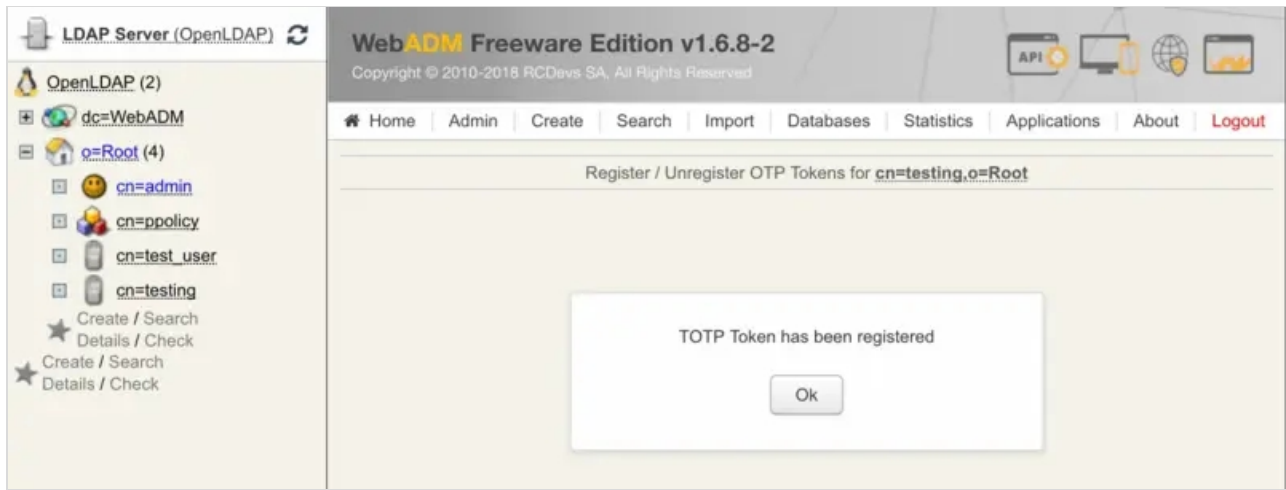 LDAP Server (OpenLDAP)
OpenLDAP (2)
dc=WebADM
o=Root (4)
cn=admin
cn=ppolicy
cn=test_user
cn=testing
Create / Search
Details / Check
Create / Search
Details / Check
WebADM Freeware Edition v1.6.8-2
Copyright © 2010-2018 RCDevs SA, All Rights Reserved
API
Home Admin Create Search Import Databases Statistics Applications About Logout
Register / Unregister OTP Tokens for cn=testing,o=Root
TOTP Token has been registered
Ok